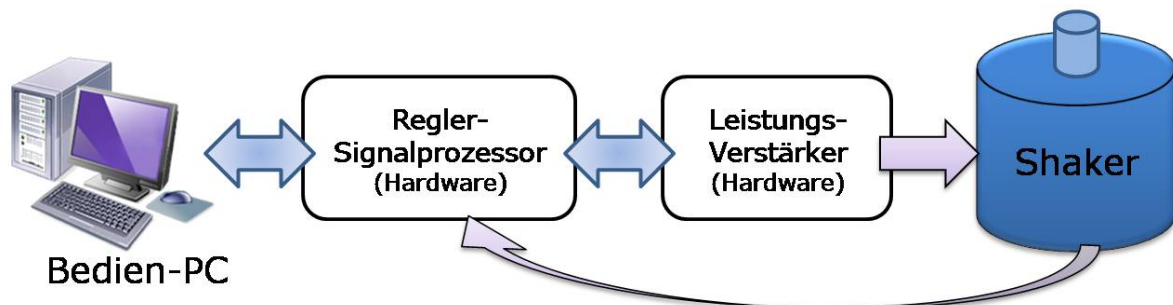 Regler-
Signalprozessor
(Hardware)
Leistungs-
Verstärker
(Hardware)
Shaker
Bedien-PC